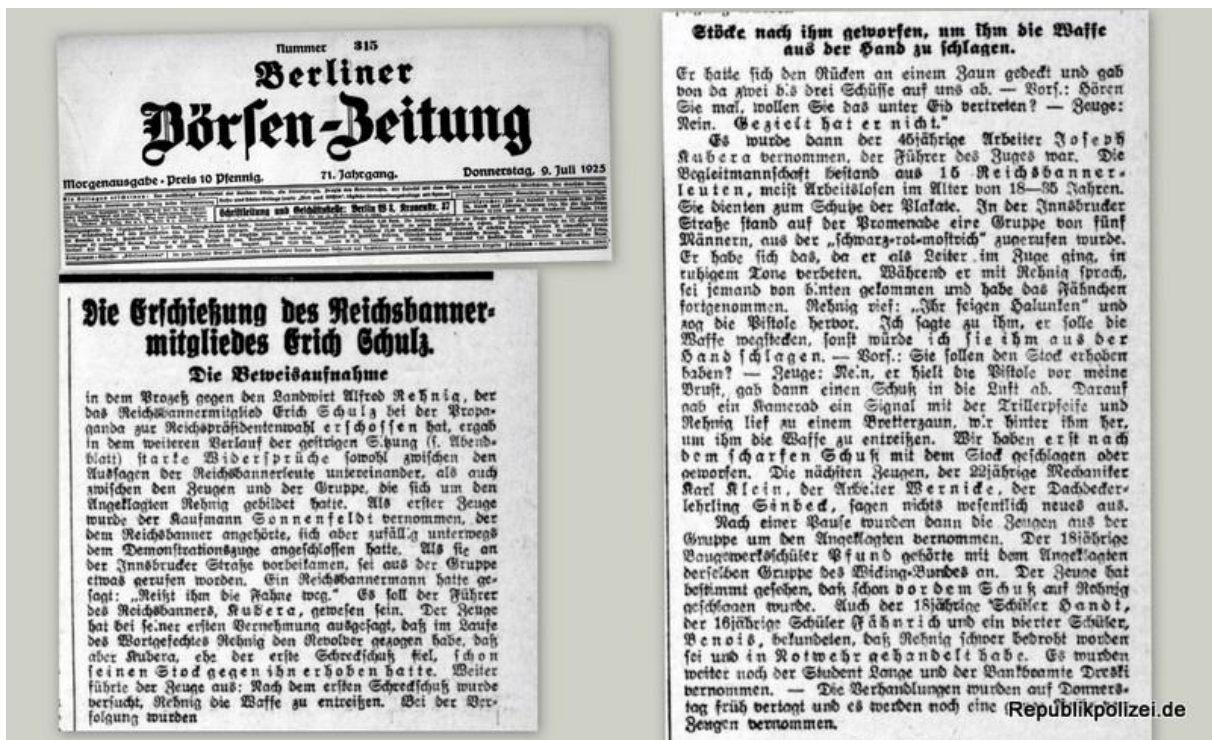 Nummer 315
Berliner
Börsen-Zeitung
Morgenausgabe · Preis 10 Pfennig. 71. Jahrgang. Donnerstag, 9. Juli 1925
Schriftleitung und Geschäftsstelle: Berlin W 8, Kronenstr. 37
Die Erschießung des Reichsbanner-
mitgliedes Erich Schulz.
Die Beweisaufnahme
in dem Prozeß gegen den Landwirt Alfred Rehnig, der
das Reichsbannermitglied Erich Schulz bei der Propa-
ganda zur Reichspräsidentenwahl erschossen hat, ergab
in dem weiteren Verlauf der gestrigen Sitzung (s. Abend-
blatt) starke Widersprüche sowohl zwischen den
Aussagen der Reichsbannerleute untereinander, als auch
zwischen den Zeugen und der Gruppe, die sich um den
Angeklagten Rehnig gebildet hatte. Als erster Zeuge
wurde der Kaufmann Sonnenfeldt vernommen, der
dem Reichsbanner angehörte, sich aber zufällig unterwegs
dem Demonstrationszuge angeschlossen hatte. Als sie an
der Innsbrucker Straße vorbeikamen, sei aus der Gruppe
etwas gerufen worden. Ein Reichsbannermann hatte ge-
sagt: „Reißt ihm die Fahne weg." Es soll der Führer
des Reichsbanners, Kubera, gewesen sein. Der Zeuge
hat bei seiner ersten Vernehmung ausgesagt, daß im Laufe
des Wortgefechtes Rehnig den Revolver gezogen habe, daß
aber Kubera, ehe der erste Schreckschuß fiel, schon
seinen Stock gegen ihn erhoben hatte. Weiter
führte der Zeuge aus: Nach dem ersten Schreckschuß wurde
versucht, Rehnig die Waffe zu entreißen. Bei der Ver-
folgung wurden
Stöcke nach ihm geworfen, um ihm die Waffe
aus der Hand zu schlagen.
Er hatte sich den Rücken an einem Zaun gedeckt und gab
von da zwei bis drei Schüsse auf uns ab. — Vors.: Hören
Sie mal, wollen Sie das unter Eid vertreten? — Zeuge:
Nein. Gezielt hat er nicht."
Es wurde dann der 46jährige Arbeiter Joseph
Kubera vernommen, der Führer des Zuges war. Die
Begleitmannschaft bestand aus 15 Reichsbanner-
leuten, meist Arbeitslosen im Alter von 18—35 Jahren.
Sie dienten zum Schutze der Plakate. In der Innsbrucker
Straße stand auf der Promenade eine Gruppe von fünf
Männern, aus der „schwarz-rot-mostrich" zugerufen wurde.
Er habe sich das, da er als Leiter im Zuge ging, in
ruhigem Tone verbeten. Während er mit Rehnig sprach,
sei jemand von hinten gekommen und habe das Fähnchen
fortgenommen. Rehnig rief: „Ihr feigen Halunken" und
zog die Pistole hervor. Ich sagte zu ihm, er solle die
Waffe wegstecken, sonst würde ich sie ihm aus der
Hand schlagen. — Vors.: Sie sollen den Stock erhoben
haben? — Zeuge: Nein, er hielt die Pistole vor meine
Brust, gab dann einen Schuß in die Luft ab. Darauf
gab ein Kamerad ein Signal mit der Trillerpfeife und
Rehnig lief zu einem Bretterzaun, wir hinter ihm her,
um ihm die Waffe zu entreißen. Wir haben erst nach
dem scharfen Schuß mit dem Stock geschlagen oder
geworfen. Die nächsten Zeugen, der 22jährige Mechaniker
Karl Klein, der Arbeiter Wernicke, der Dachdecker-
lehrling Sinbeck, sagen nichts wesentlich neues aus.
Nach einer Pause wurden dann die Zeugen aus der
Gruppe um den Angeklagten vernommen. Der 18jährige
Baugewerksschüler Pfund gehörte mit dem Angeklagten
derselben Gruppe des Wicking-Bundes an. Der Zeuge hat
bestimmt gesehen, daß schon vor dem Schuß auf Rehnig
geschlagen wurde. Auch der 18jährige Schüler Handt,
der 16jährige Schüler Fähnrich und ein vierter Schüler,
Benois, bekundeten, daß Rehnig schwer bedroht worden
sei und in Notwehr gehandelt habe. Es wurden
weiter noch der Student Lange und der Bankbeamte Dreski
vernommen. — Die Verhandlungen wurden auf Donners-
tag früh vertagt und es werden noch eine
Zeugen vernommen.
Republikpolizei.de